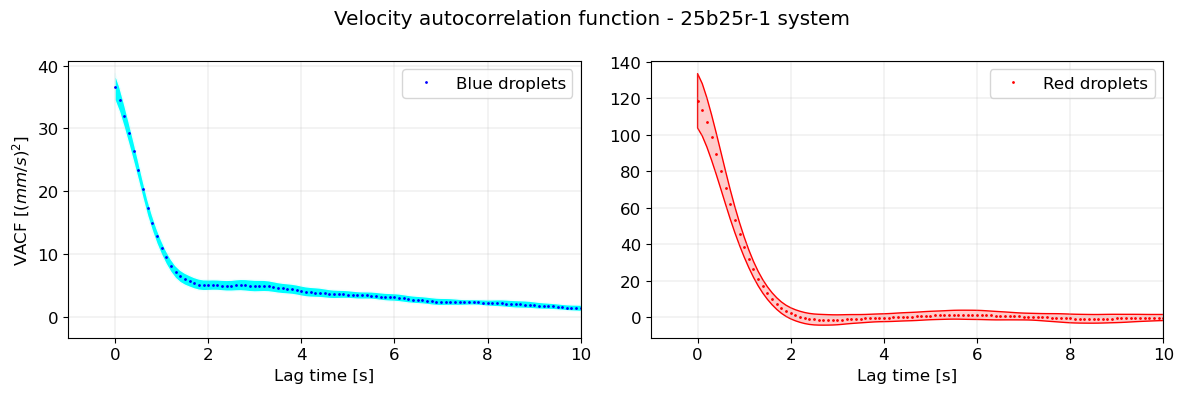 Velocity autocorrelation function - 25b25r-1 system
VACF [(mm/s)²]
40
30
20
10
0
0 2 4 6 8 10
Lag time [s]
Blue droplets
140
120
100
80
60
40
20
0
0 2 4 6 8 10
Lag time [s]
Red droplets